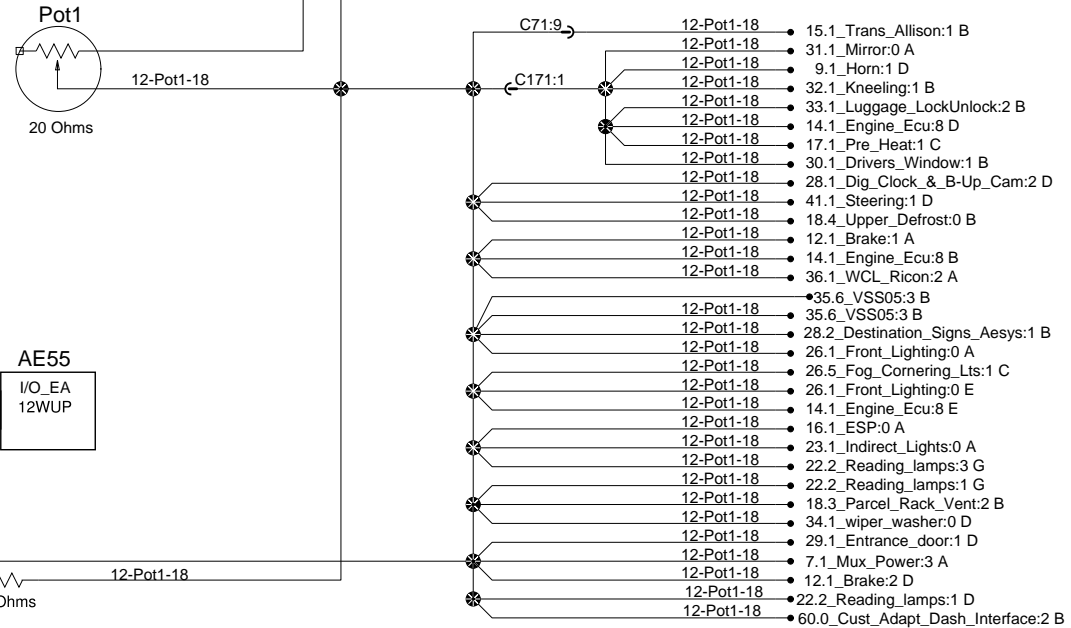 Pot1
12-Pot1-18
20 Ohms
AE55
I/O_EA
12WUP
12-Pot1-18
Ohms
C71:9
C171:1
12-Pot1-18 15.1_Trans_Allison:1 B
12-Pot1-18 31.1_Mirror:0 A
12-Pot1-18 9.1_Horn:1 D
12-Pot1-18 32.1_Kneeling:1 B
12-Pot1-18 33.1_Luggage_LockUnlock:2 B
12-Pot1-18 14.1_Engine_Ecu:8 D
12-Pot1-18 17.1_Pre_Heat:1 C
12-Pot1-18 30.1_Drivers_Window:1 B
12-Pot1-18 28.1_Dig_Clock_&_B-Up_Cam:2 D
12-Pot1-18 41.1_Steering:1 D
12-Pot1-18 18.4_Upper_Defrost:0 B
12-Pot1-18 12.1_Brake:1 A
12-Pot1-18 14.1_Engine_Ecu:8 B
12-Pot1-18 36.1_WCL_Ricon:2 A
35.6_VSS05:3 B
12-Pot1-18 35.6_VSS05:3 B
12-Pot1-18 28.2_Destination_Signs_Aesys:1 B
12-Pot1-18 26.1_Front_Lighting:0 A
12-Pot1-18 26.5_Fog_Cornering_Lts:1 C
12-Pot1-18 26.1_Front_Lighting:0 E
12-Pot1-18 14.1_Engine_Ecu:8 E
12-Pot1-18 16.1_ESP:0 A
12-Pot1-18 23.1_Indirect_Lights:0 A
12-Pot1-18 22.2_Reading_lamps:3 G
12-Pot1-18 22.2_Reading_lamps:1 G
12-Pot1-18 18.3_Parcel_Rack_Vent:2 B
12-Pot1-18 34.1_wiper_washer:0 D
12-Pot1-18 29.1_Entrance_door:1 D
12-Pot1-18 7.1_Mux_Power:3 A
12-Pot1-18 12.1_Brake:2 D
12-Pot1-18 22.2_Reading_lamps:1 D
12-Pot1-18 60.0_Cust_Adapt_Dash_Interface:2 B